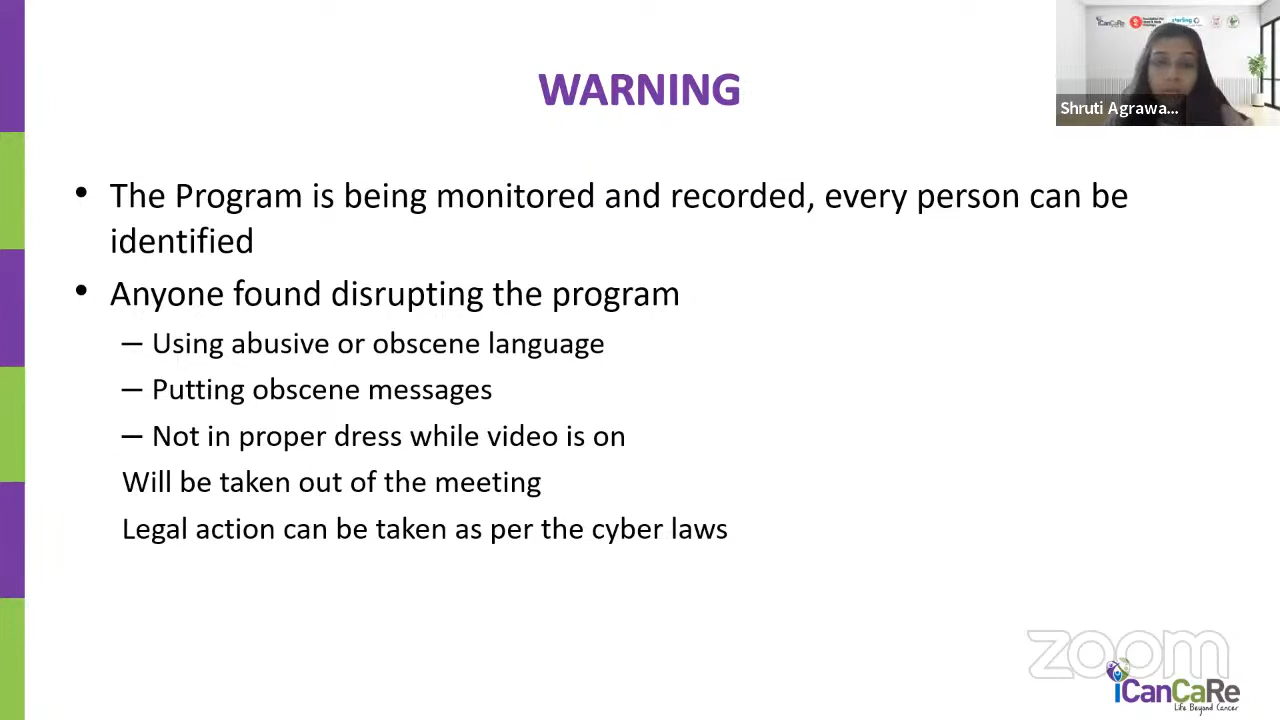 WARNING
iCanCaRe
Shruti Agrawa...
• The Program is being monitored and recorded, every person can be
identified
• Anyone found disrupting the program
– Using abusive or obscene language
– Putting obscene messages
– Not in proper dress while video is on
Will be taken out of the meeting
Legal action can be taken as per the cyber laws
zoom
iCanCaRe
Life Beyond Cancer